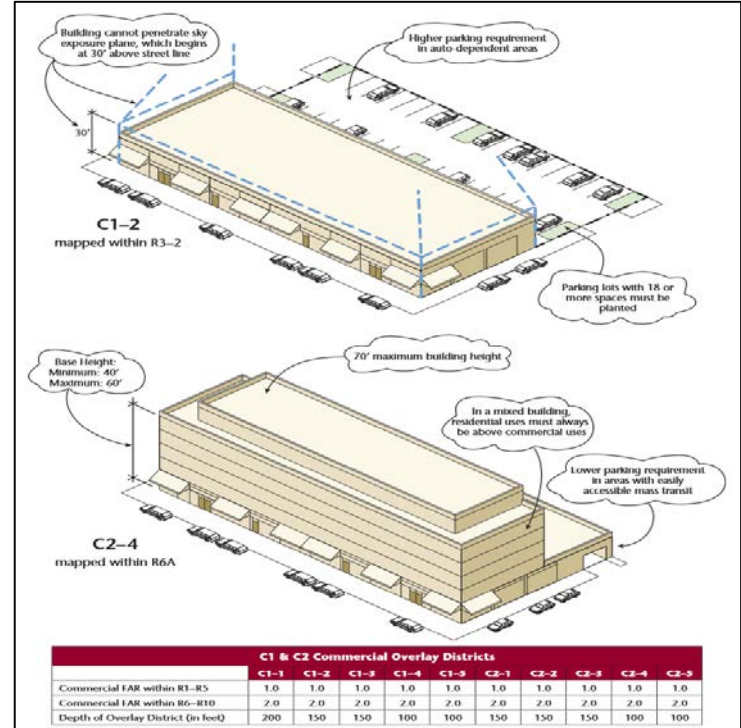 Building cannot penetrate sky
exposure plane, which begins
at 30' above street line
Higher parking requirement
in auto-dependent areas
30'
C1–2
mapped within R3–2
Parking lots with 18 or
more spaces must be
planted
Base Height:
Minimum: 40'
Maximum: 60'
70' maximum building height
In a mixed building,
residential uses must always
be above commercial uses
Lower parking requirement
in areas with easily
accessible mass transit
C2–4
mapped within R6A
C1 & C2 Commercial Overlay Districts
C1–1 C1–2 C1–3 C1–4 C1–5 C2–1 C2–2 C2–3 C2–4 C2–5
Commercial FAR within R1–R5 1.0 1.0 1.0 1.0 1.0 1.0 1.0 1.0 1.0 1.0
Commercial FAR within R6–R10 2.0 2.0 2.0 2.0 2.0 2.0 2.0 2.0 2.0 2.0
Depth of Overlay District (in feet) 200 150 150 100 100 150 150 150 100 100